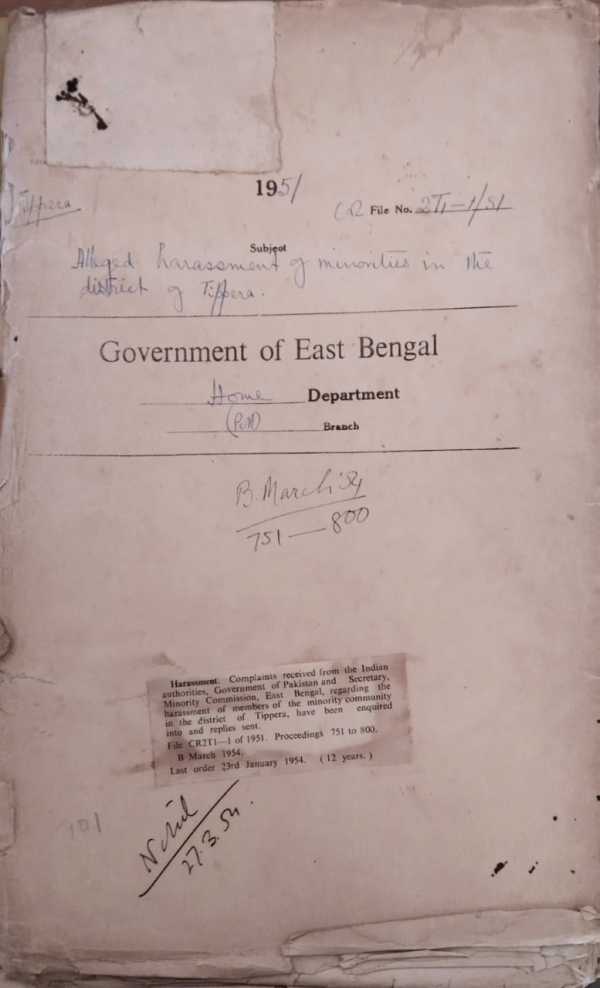 1951
Tippera
CR File No. 2T1-1/51
Subject
Alleged harassment of minorities in the
district of Tippera.
Government of East Bengal
Home Department
Branch
B. March '54
751 — 800
Harassment. Complaints received from the Indian
authorities, Government of Pakistan and Secretary,
Minority Commission, East Bengal, regarding the
harassment of members of the minority community
in the district of Tippera, have been enquired
into and replies sent.
File CR2T1—1 of 1951. Proceedings 751 to 800.
B March 1954.
Last order 23rd January 1954. (12 years.)
101
27.3.54.